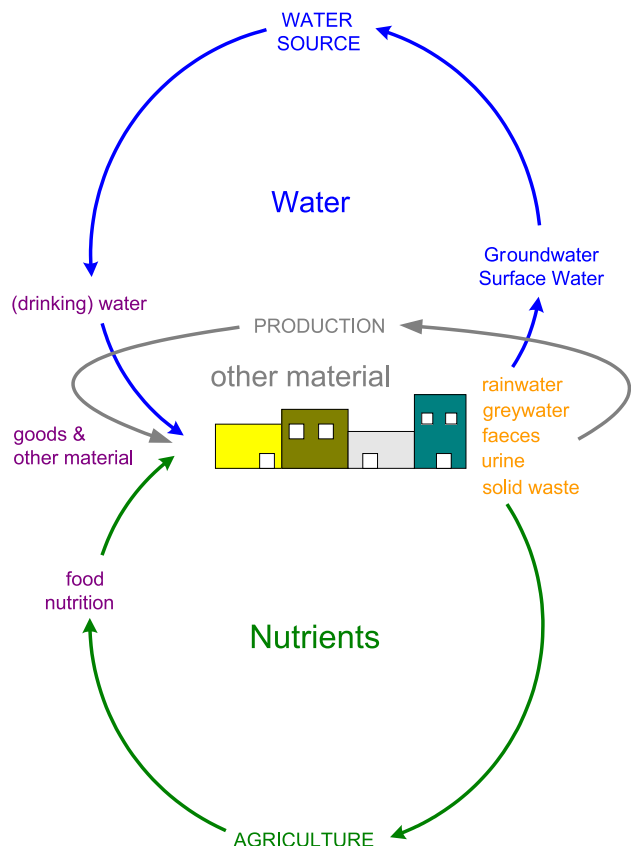 WATER
SOURCE
Water
Groundwater
Surface Water
(drinking) water
PRODUCTION
other material
rainwater
greywater
faeces
urine
solid waste
goods &
other material
food
nutrition
Nutrients
AGRICULTURE